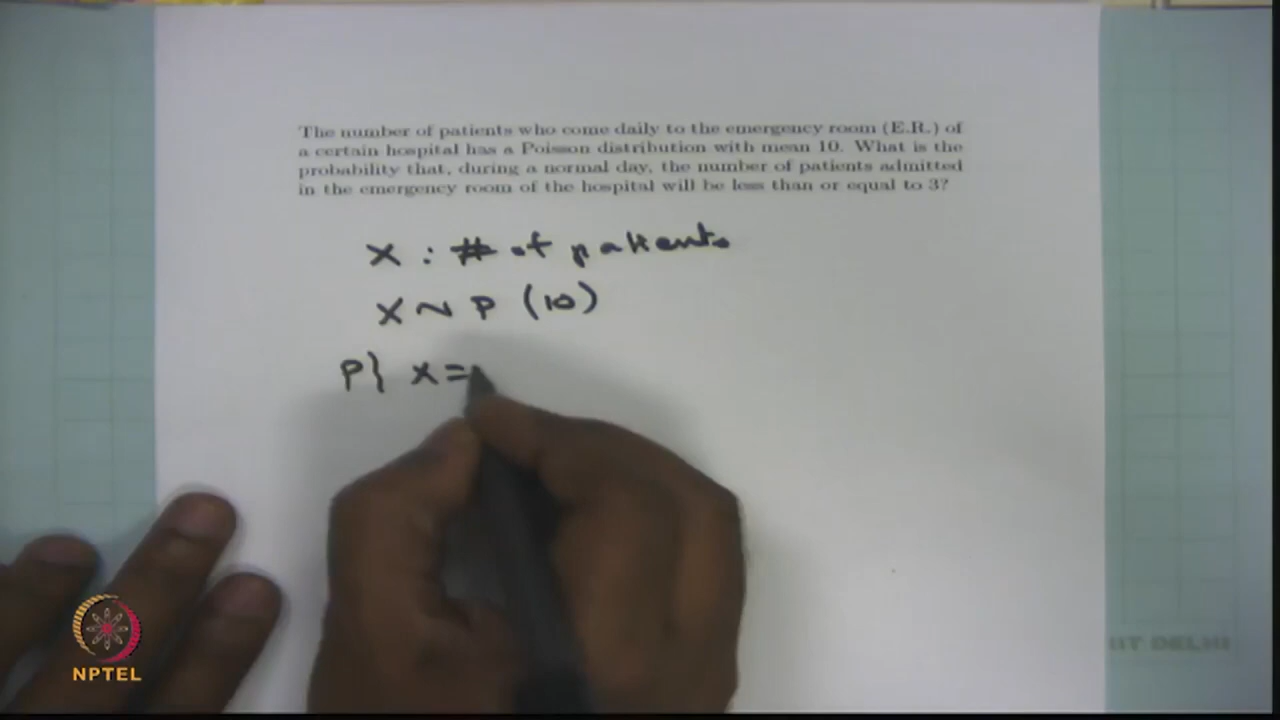 The number of patients who come daily to the emergency room (E.R.) of
a certain hospital has a Poisson distribution with mean 10. What is the
probability that, during a normal day, the number of patients admitted
in the emergency room of the hospital will be less than or equal to 3?
X : # of patients
X ~ P (10)
P} X =
IIT DELHI
NPTEL